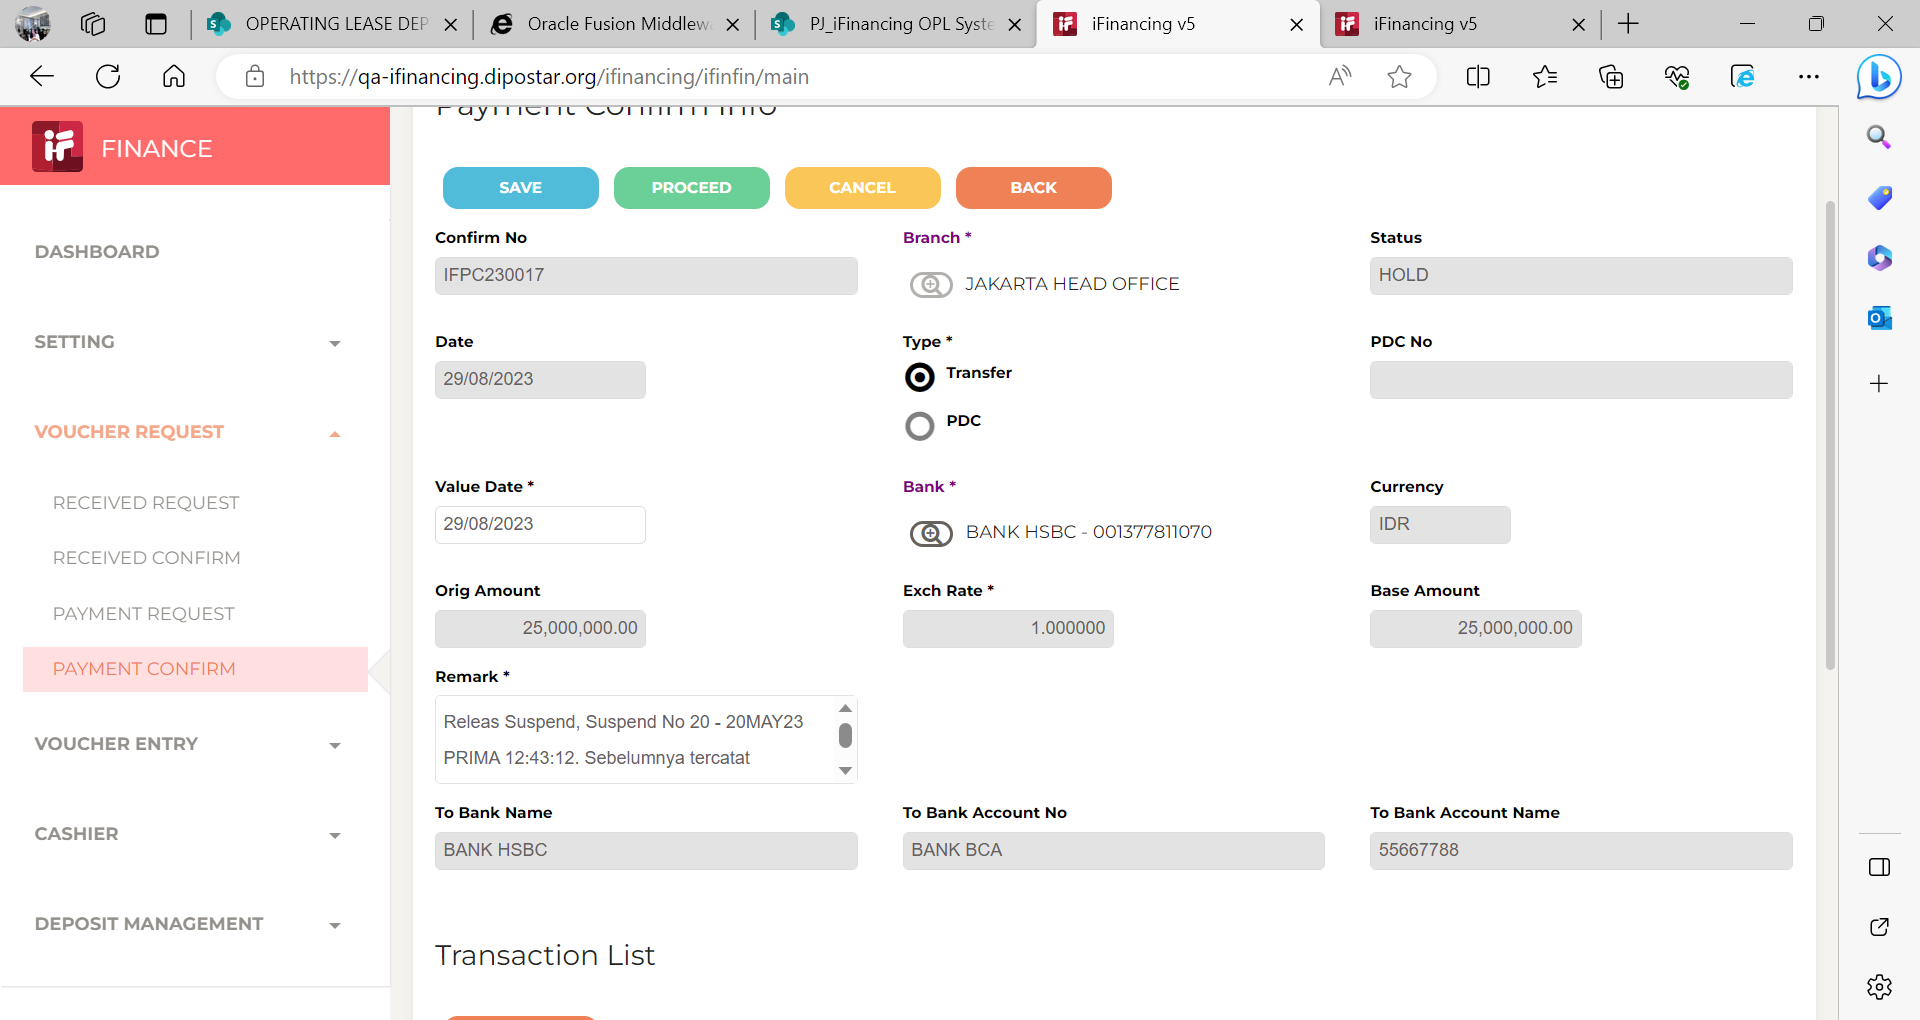 OPERATING LEASE DEP
Oracle Fusion Middlew
PJ_iFinancing OPL Syste
iFinancing v5
iFinancing v5
https://qa-ifinancing.dipostar.org/ifinancing/ifinfin/main
iF FINANCE
Payment Confirm Info
SAVE
PROCEED
CANCEL
BACK
DASHBOARD
SETTING
VOUCHER REQUEST
RECEIVED REQUEST
RECEIVED CONFIRM
PAYMENT REQUEST
PAYMENT CONFIRM
VOUCHER ENTRY
CASHIER
DEPOSIT MANAGEMENT
Confirm No
IFPC230017
Branch *
JAKARTA HEAD OFFICE
Status
HOLD
Date
29/08/2023
Type *
Transfer
PDC
PDC No
Value Date *
29/08/2023
Bank *
BANK HSBC - 001377811070
Currency
IDR
Orig Amount
25,000,000.00
Exch Rate *
1.000000
Base Amount
25,000,000.00
Remark *
Releas Suspend, Suspend No 20 - 20MAY23
PRIMA 12:43:12. Sebelumnya tercatat
To Bank Name
BANK HSBC
To Bank Account No
BANK BCA
To Bank Account Name
55667788
Transaction List